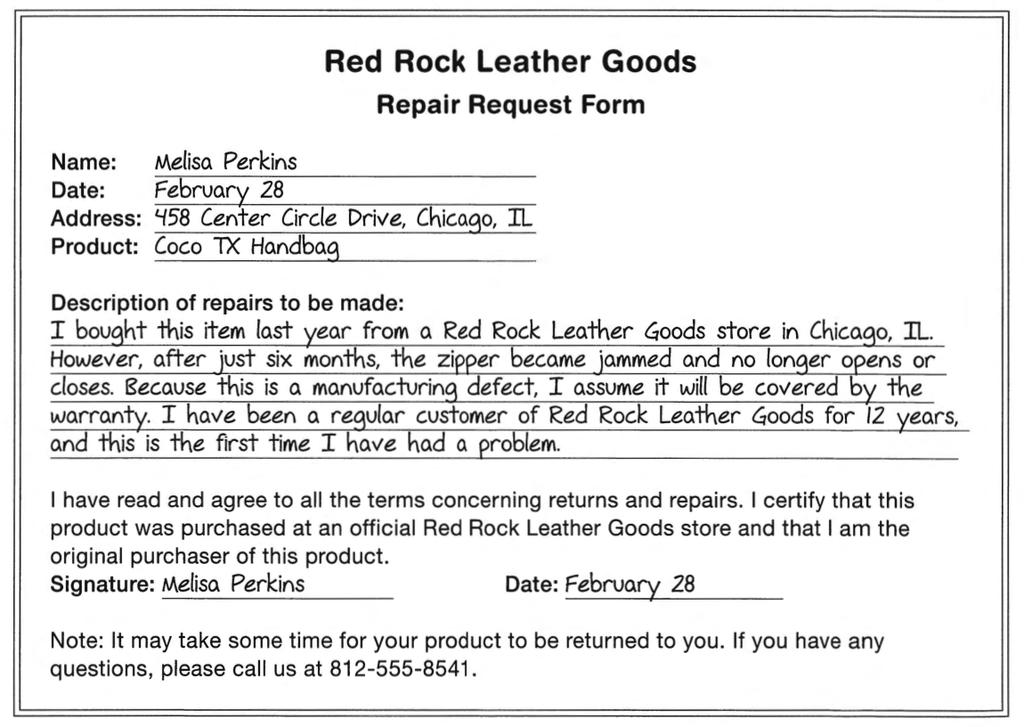 Red Rock Leather Goods
Repair Request Form
Name: Melisa Perkins
Date: February 28
Address: 458 Center Circle Drive, Chicago, IL
Product: Coco TX Handbag
Description of repairs to be made:
I bought this item last year from a Red Rock Leather Goods store in Chicago, IL.
However, after just six months, the zipper became jammed and no longer opens or
closes. Because this is a manufacturing defect, I assume it will be covered by the
warranty. I have been a regular customer of Red Rock Leather Goods for 12 years,
and this is the first time I have had a problem.
I have read and agree to all the terms concerning returns and repairs. I certify that this
product was purchased at an official Red Rock Leather Goods store and that I am the
original purchaser of this product.
Signature: Melisa Perkins Date: February 28
Note: It may take some time for your product to be returned to you. If you have any
questions, please call us at 812-555-8541.